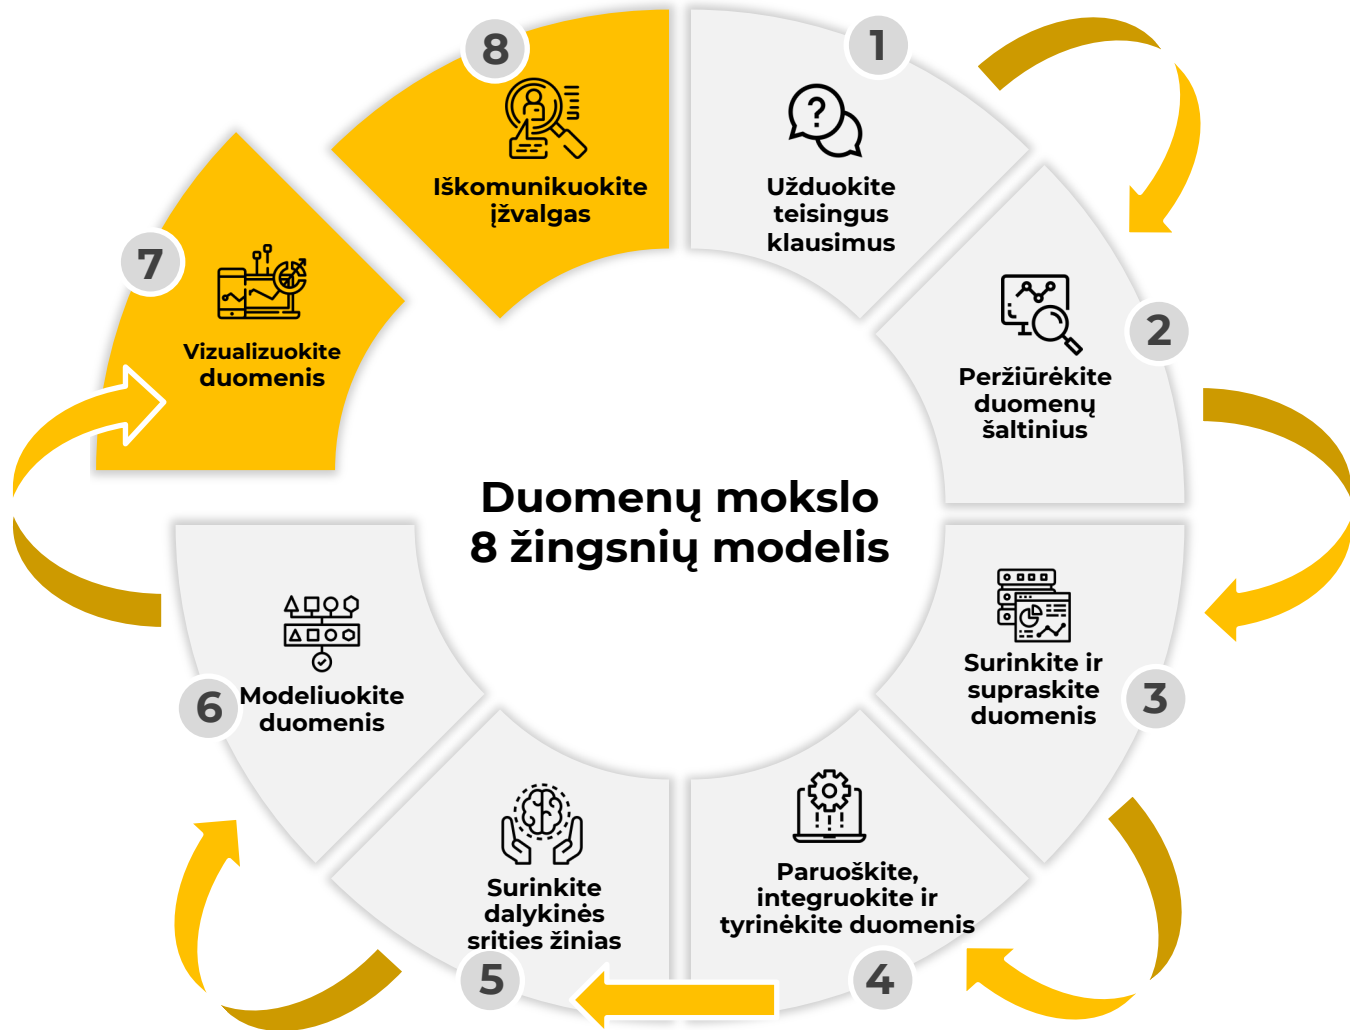 Duomenų mokslo
8 žingsnių modelis
1
Užduokite
teisingus
klausimus
2
Peržiūrėkite
duomenų
šaltinius
3
Surinkite ir
supraskite
duomenis
4
Paruoškite,
integruokite ir
tyrinėkite duomenis
5
Surinkite
dalykinės
srities žinias
6
Modeliuokite
duomenis
7
Vizualizuokite
duomenis
8
Iškomunikuokite
įžvalgas